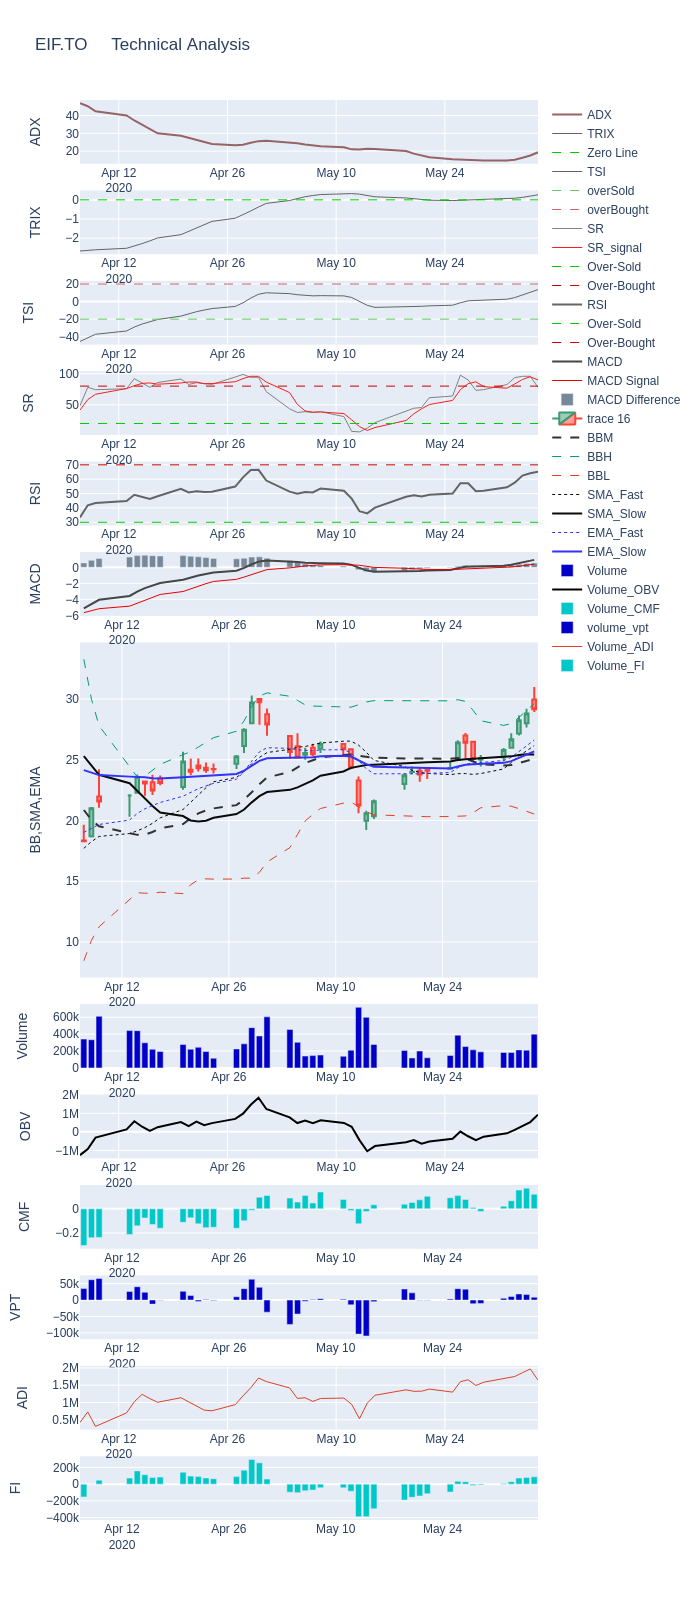 EIF.TO Technical Analysis
ADX
40
30
20
Apr 12
2020
Apr 26
May 10
May 24
TRIX
0
−1
−2
Apr 12
2020
Apr 26
May 10
May 24
TSI
20
0
−20
−40
Apr 12
2020
Apr 26
May 10
May 24
SR
100
50
Apr 12
2020
Apr 26
May 10
May 24
RSI
70
60
50
40
30
Apr 12
2020
Apr 26
May 10
May 24
MACD
0
−2
−4
−6
Apr 12
2020
Apr 26
May 10
May 24
BB,SMA,EMA
30
25
20
15
10
Apr 12
2020
Apr 26
May 10
May 24
Volume
600k
400k
200k
0
Apr 12
2020
Apr 26
May 10
May 24
OBV
2M
1M
0
−1M
Apr 12
2020
Apr 26
May 10
May 24
CMF
0
−0.2
Apr 12
2020
Apr 26
May 10
May 24
VPT
50k
0
−50k
−100k
Apr 12
2020
Apr 26
May 10
May 24
ADI
2M
1.5M
1M
0.5M
Apr 12
2020
Apr 26
May 10
May 24
FI
200k
0
−200k
−400k
Apr 12
2020
Apr 26
May 10
May 24
ADX
TRIX
Zero Line
TSI
overSold
overBought
SR
SR_signal
Over-Sold
Over-Bought
RSI
Over-Sold
Over-Bought
MACD
MACD Signal
MACD Difference
trace 16
BBM
BBH
BBL
SMA_Fast
SMA_Slow
EMA_Fast
EMA_Slow
Volume
Volume_OBV
Volume_CMF
volume_vpt
Volume_ADI
Volume_FI